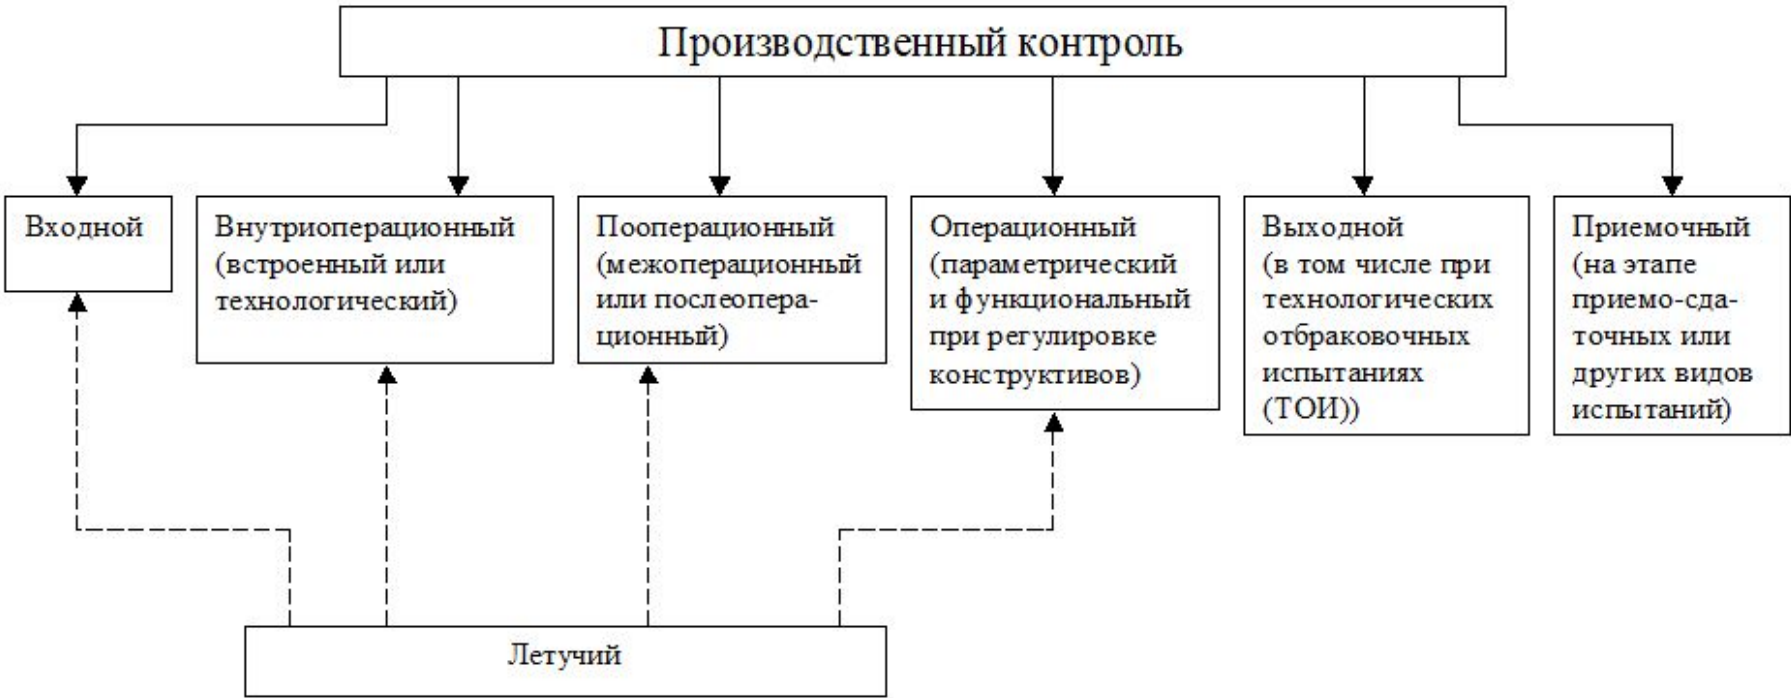 Производственный контроль
Входной
Внутриоперационный
(встроенный или
технологический)
Пооперационный
(межоперационный
или послеопера-
ционный)
Операционный
(параметрический
и функциональный
при регулировке
конструктивов)
Выходной
(в том числе при
технологических
отбраковочных
испытаниях
(ТОИ))
Приемочный
(на этапе
приемо-сда-
точных или
других видов
испытаний)
Летучий